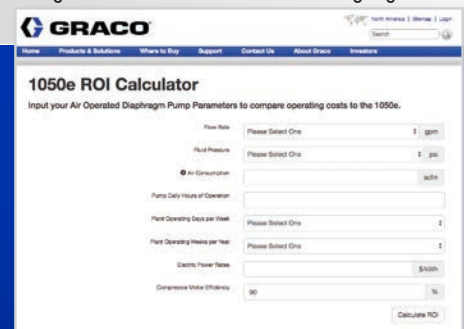 GRACO
North America | Sitemap | Login
Search
Home Products & Solutions Where to Buy Support Contact Us About Graco Investors
1050e ROI Calculator
Input your Air Operated Diaphragm Pump Parameters to compare operating costs to the 1050e.
Flow Rate Please Select One gpm
Fluid Pressure Please Select One psi
Air Consumption scfm
Pump Daily Hours of Operation
Plant Operating Days per Week Please Select One
Plant Operating Weeks per Year Please Select One
Electric Power Rates $/kWh
Compressor Motor Efficiency 90 %
Calculate ROI